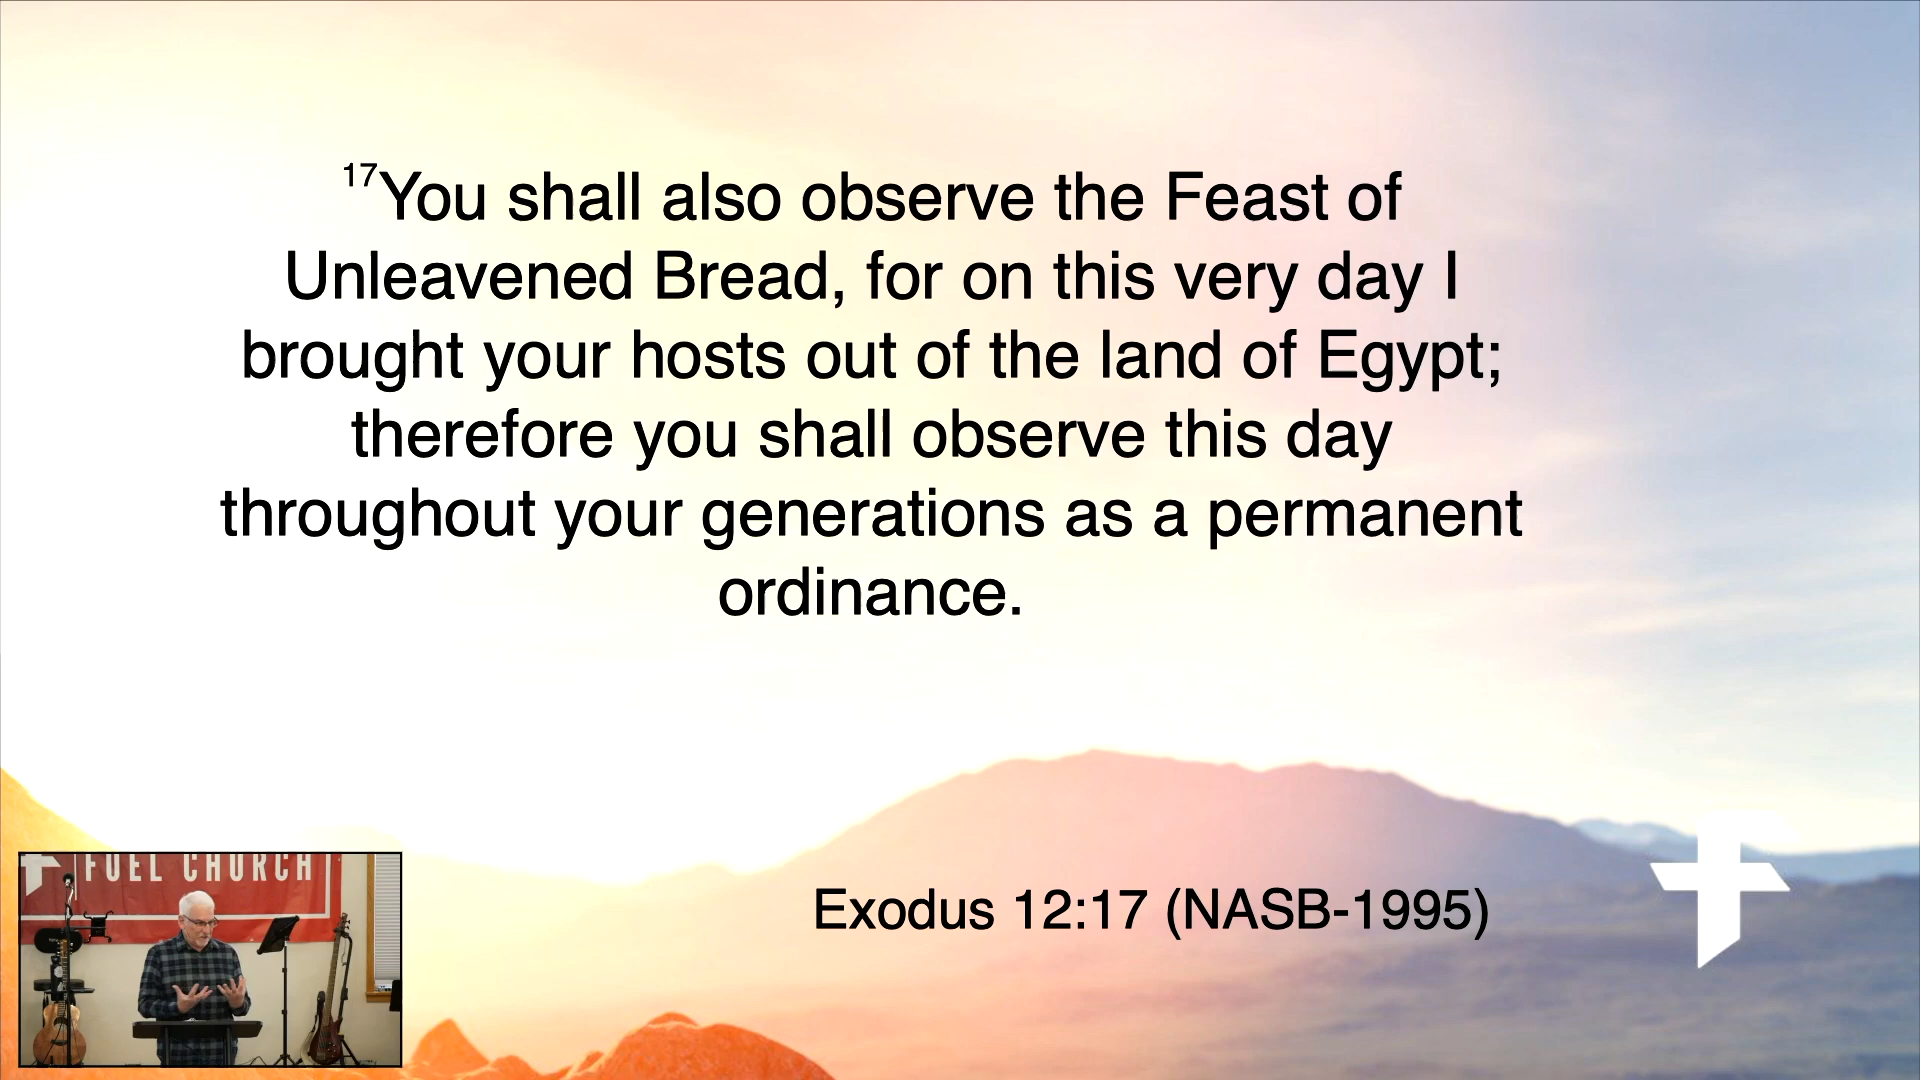 17You shall also observe the Feast of
Unleavened Bread, for on this very day I
brought your hosts out of the land of Egypt;
therefore you shall observe this day
throughout your generations as a permanent
ordinance.
Exodus 12:17 (NASB-1995)
FUEL CHURCH